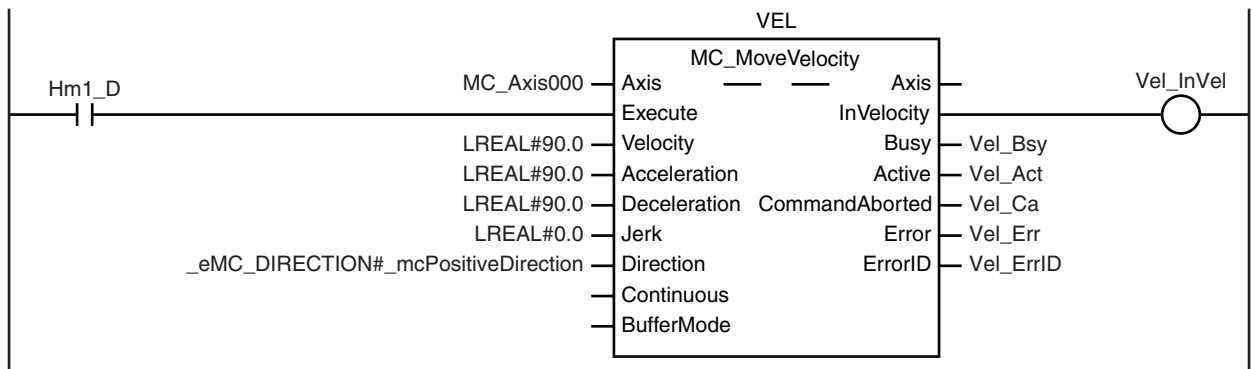 VEL
MC_MoveVelocity
Hm1_D
MC_Axis000 Axis Axis Vel_InVel
Execute InVelocity
LREAL#90.0 Velocity Busy Vel_Bsy
LREAL#90.0 Acceleration Active Vel_Act
LREAL#90.0 Deceleration CommandAborted Vel_Ca
LREAL#0.0 Jerk Error Vel_Err
_eMC_DIRECTION#_mcPositiveDirection Direction ErrorID Vel_ErrID
Continuous
BufferMode